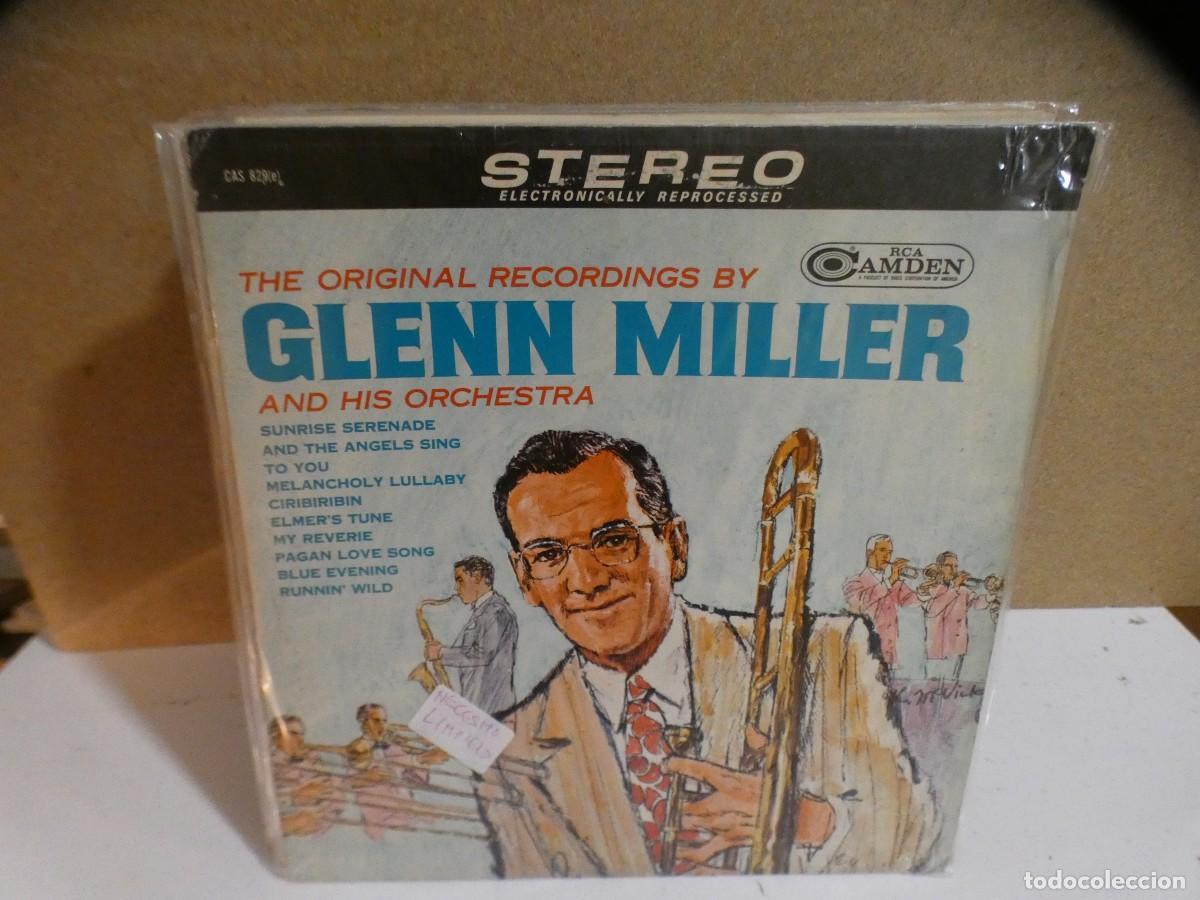 CAS 829(e)
STEREO
ELECTRONICALLY REPROCESSED
RCA
CAMDEN
THE ORIGINAL RECORDINGS BY
GLENN MILLER
AND HIS ORCHESTRA
SUNRISE SERENADE
AND THE ANGELS SING
TO YOU
MELANCHOLY LULLABY
CIRIBIRIBIN
ELMER'S TUNE
MY REVERIE
PAGAN LOVE SONG
BLUE EVENING
RUNNIN' WILD
todocoleccion